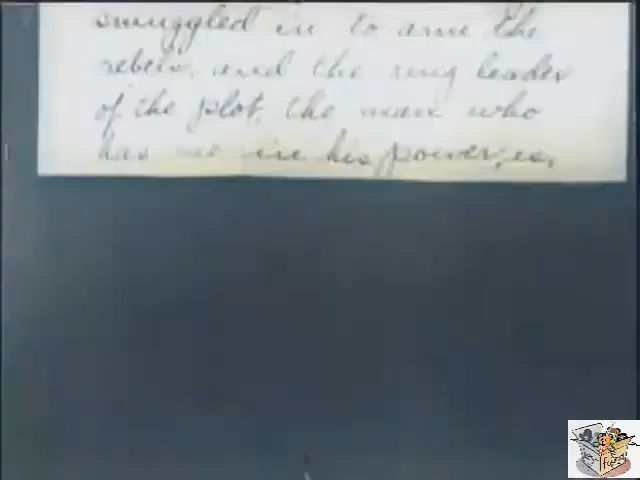 smuggled in to arm the
rebels, and the ring leader
of the plot, the man who
has me in his power, is,